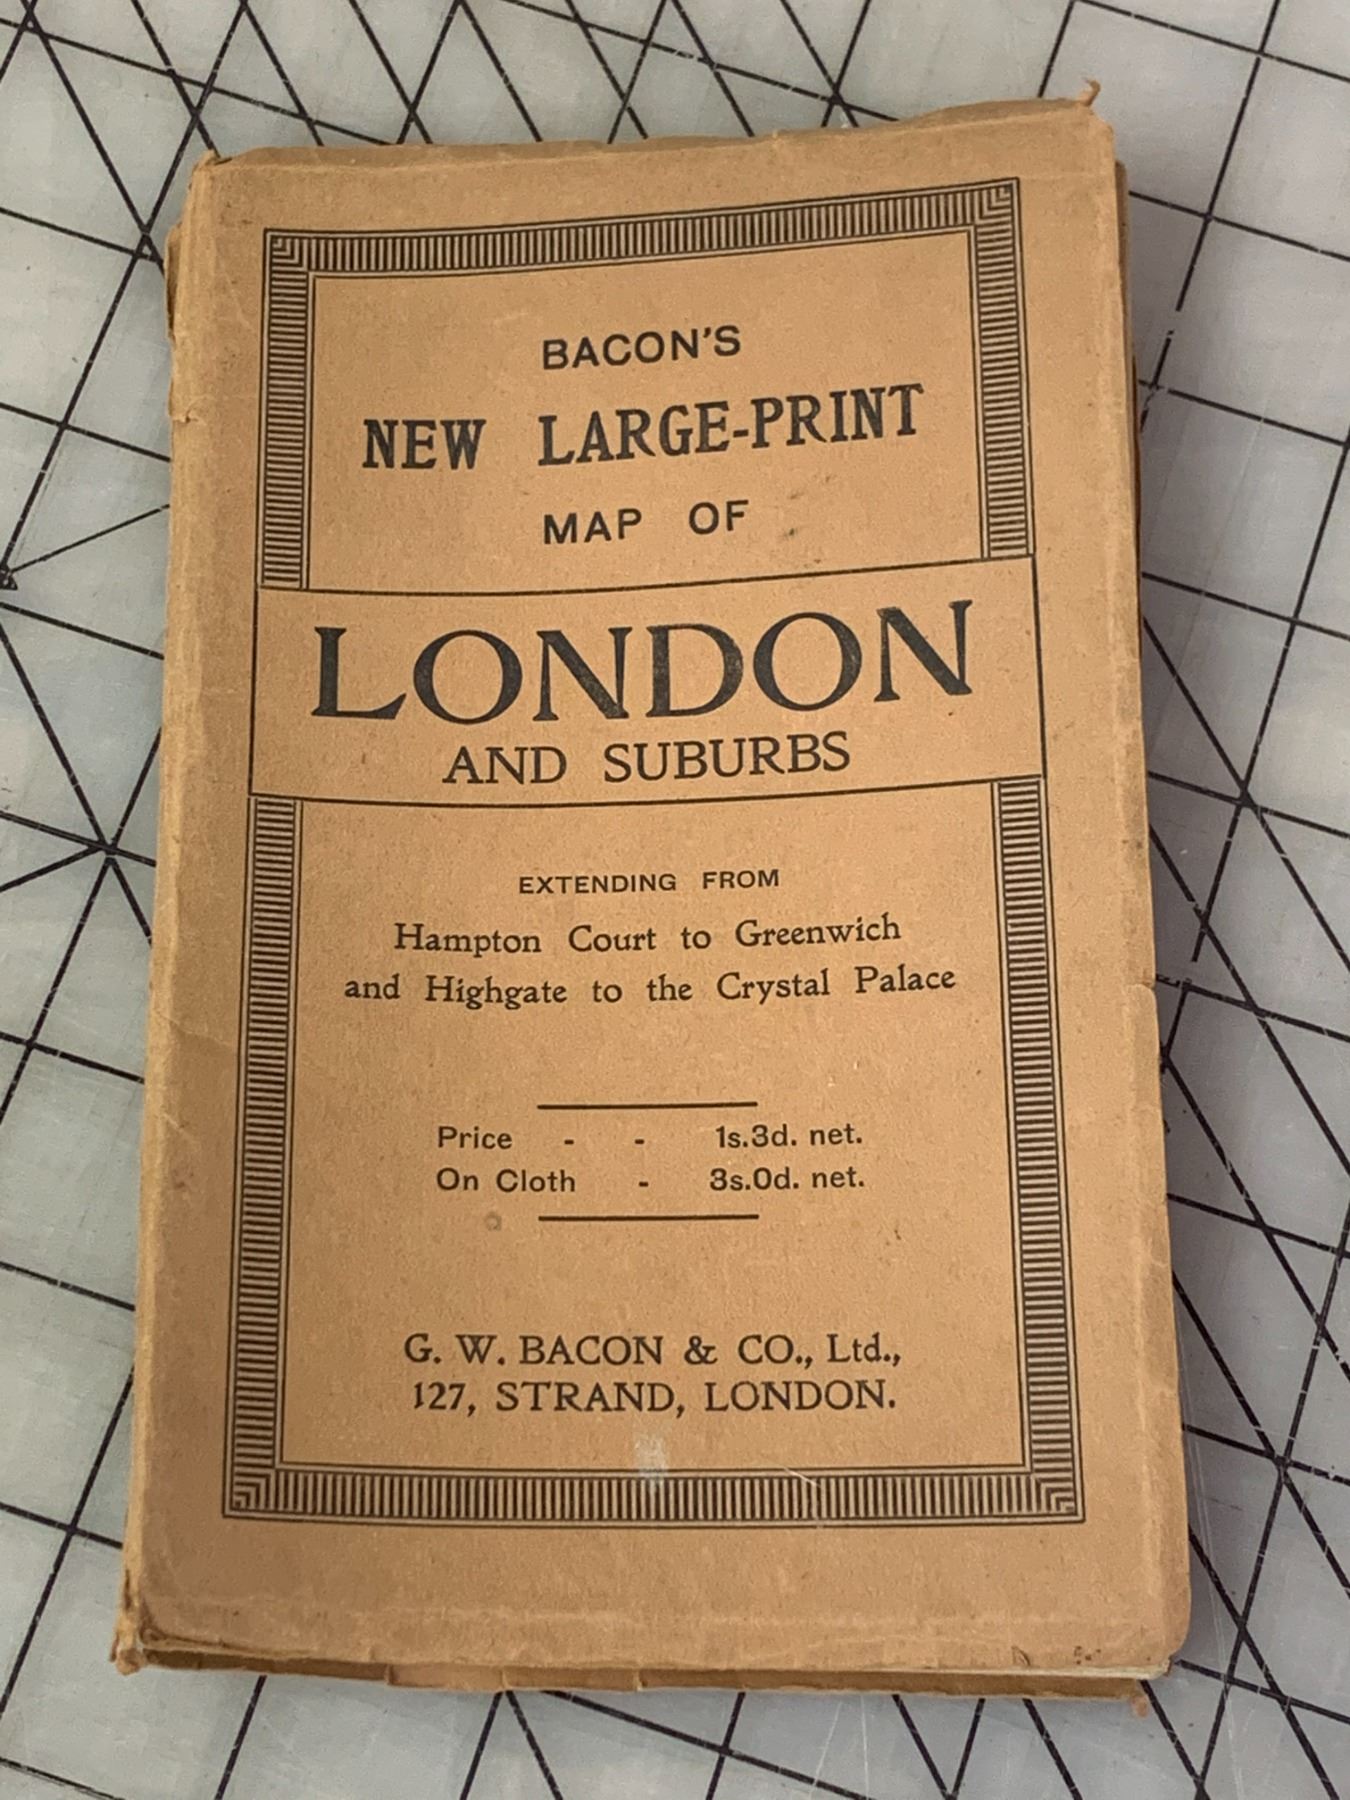 BACON'S
NEW LARGE-PRINT
MAP OF
LONDON
AND SUBURBS
EXTENDING FROM
Hampton Court to Greenwich
and Highgate to the Crystal Palace
Price - - 1s.3d. net.
On Cloth - 3s.0d. net.
G. W. BACON & CO., Ltd.,
127, STRAND, LONDON.